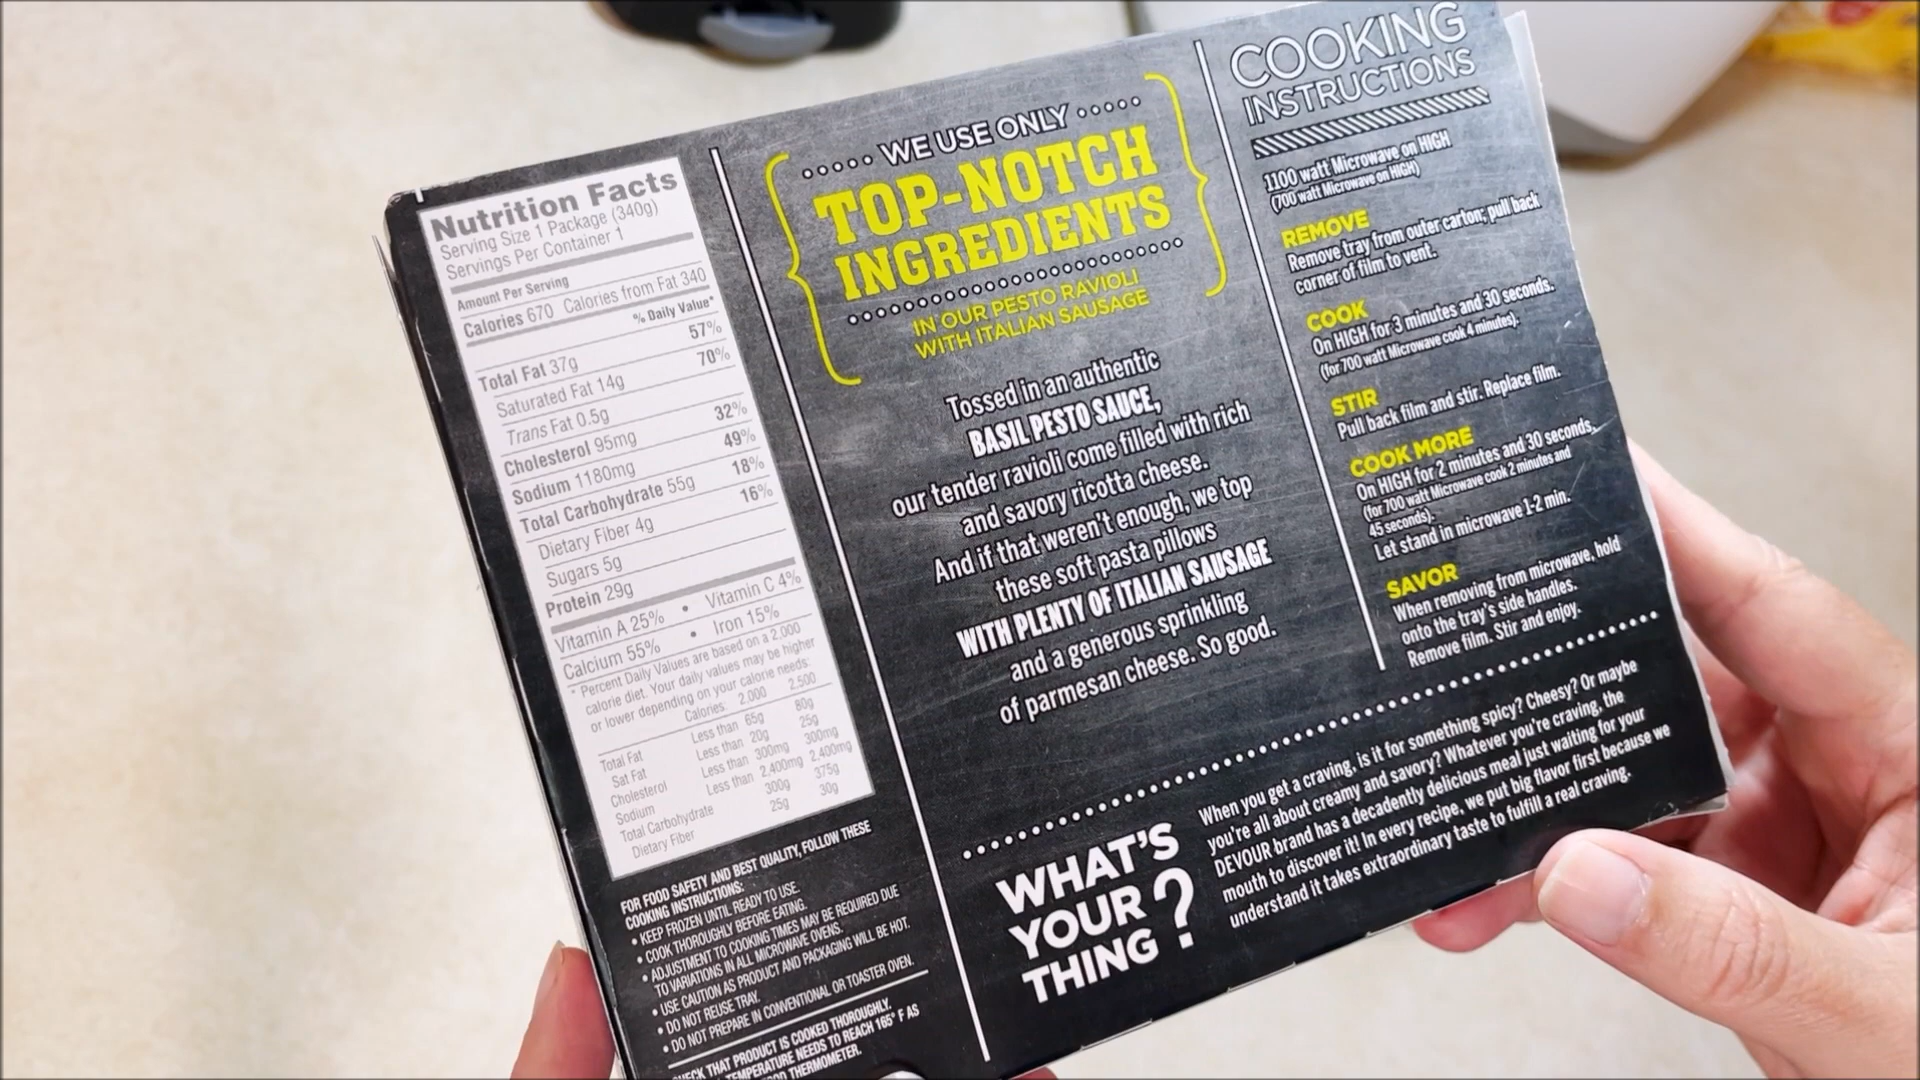 Nutrition Facts
Serving Size 1 Package (340g)
Servings Per Container 1
Amount Per Serving
Calories 670 Calories from Fat 340
% Daily Value*
Total Fat 37g 57%
Saturated Fat 14g 70%
Trans Fat 0.5g
Cholesterol 95mg 32%
Sodium 1180mg 49%
Total Carbohydrate 55g 18%
Dietary Fiber 4g 16%
Sugars 5g
Protein 29g
Vitamin A 25% • Vitamin C 4%
Calcium 55% • Iron 15%
* Percent Daily Values are based on a 2,000
calorie diet. Your daily values may be higher
or lower depending on your calorie needs:
Calories: 2,000 2,500
Total Fat Less than 65g 80g
Sat Fat Less than 20g 25g
Cholesterol Less than 300mg 300mg
Sodium Less than 2,400mg 2,400mg
Total Carbohydrate 300g 375g
Dietary Fiber 25g 30g
FOR FOOD SAFETY AND BEST QUALITY, FOLLOW THESE
COOKING INSTRUCTIONS:
• KEEP FROZEN UNTIL READY TO USE.
• COOK THOROUGHLY BEFORE EATING.
• ADJUSTMENT TO COOKING TIMES MAY BE REQUIRED DUE
TO VARIATIONS IN ALL MICROWAVE OVENS.
• USE CAUTION AS PRODUCT AND PACKAGING WILL BE HOT.
• DO NOT REUSE TRAY.
• DO NOT PREPARE IN CONVENTIONAL OR TOASTER OVEN.
THAT PRODUCT IS COOKED THOROUGHLY.
TEMPERATURE NEEDS TO REACH 165° F AS
THERMOMETER.
WE USE ONLY
TOP-NOTCH
INGREDIENTS
IN OUR PESTO RAVIOLI
WITH ITALIAN SAUSAGE
Tossed in an authentic
BASIL PESTO SAUCE,
our tender ravioli come filled with rich
and savory ricotta cheese.
And if that weren't enough, we top
these soft pasta pillows
WITH PLENTY OF ITALIAN SAUSAGE
and a generous sprinkling
of parmesan cheese. So good.
COOKING
INSTRUCTIONS
1100 watt Microwave on HIGH
(700 watt Microwave on HIGH)
REMOVE
Remove tray from outer carton; pull back
corner of film to vent.
COOK
On HIGH for 3 minutes and 30 seconds.
(for 700 watt Microwave cook 4 minutes).
STIR
Pull back film and stir. Replace film.
COOK MORE
On HIGH for 2 minutes and 30 seconds.
(for 700 watt Microwave cook 2 minutes and
45 seconds).
Let stand in microwave 1-2 min.
SAVOR
When removing from microwave, hold
onto the tray's side handles.
Remove film. Stir and enjoy.
WHAT'S
YOUR
THING?
When you get a craving, is it for something spicy? Cheesy? Or maybe
you're all about creamy and savory? Whatever you're craving, the
DEVOUR brand has a decadently delicious meal just waiting for your
mouth to discover it! In every recipe, we put big flavor first because we
understand it takes extraordinary taste to fulfill a real craving.